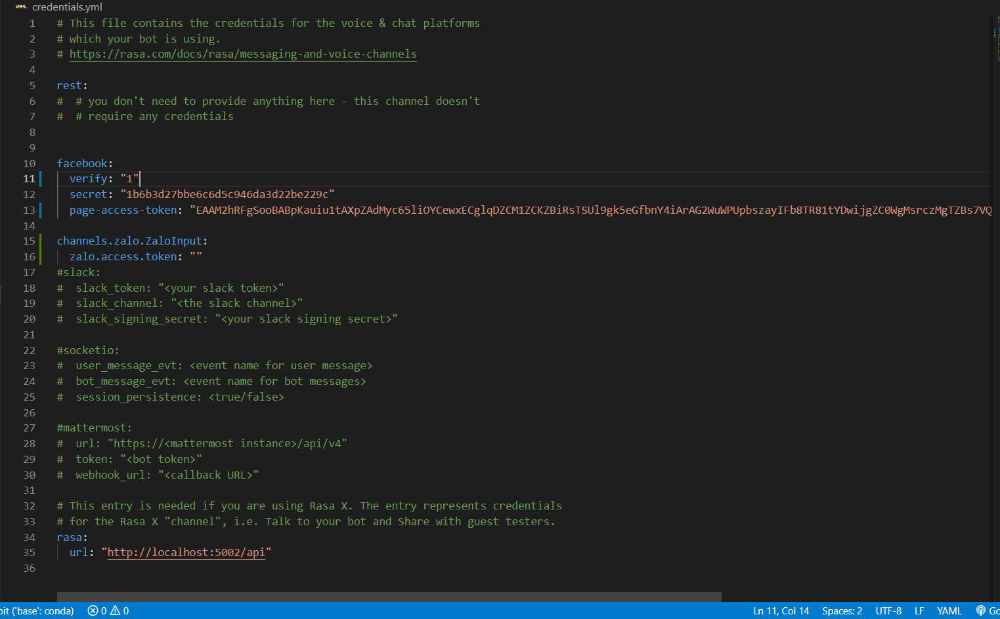 credentials.yml
1 # This file contains the credentials for the voice & chat platforms
2 # which your bot is using.
3 # https://rasa.com/docs/rasa/messaging-and-voice-channels
4
5 rest:
6 #  # you don't need to provide anything here - this channel doesn't
7 #  # require any credentials
8
9
10 facebook:
11   verify: "1"
12   secret: "1b6b3d27bbe6c6d5c946da3d22be229c"
13   page-access-token: "EAAM2hRFgSooBABpKauiu1tAXpZAdMyc65liOYCewxECglqDZCM1ZCKZBiRsTSUl9gk5eGfbnY4iArAG2WuWPUpbszayIFb8TR81tYDwijgZC0WgMsrczMgTZBs7VQ
14
15 channels.zalo.ZaloInput:
16   zalo.access.token: ""
17 #slack:
18 #  slack_token: "<your slack token>"
19 #  slack_channel: "<the slack channel>"
20 #  slack_signing_secret: "<your slack signing secret>"
21
22 #socketio:
23 #  user_message_evt: <event name for user message>
24 #  bot_message_evt: <event name for bot messages>
25 #  session_persistence: <true/false>
26
27 #mattermost:
28 #  url: "https://<mattermost instance>/api/v4"
29 #  token: "<bot token>"
30 #  webhook_url: "<callback URL>"
31
32 # This entry is needed if you are using Rasa X. The entry represents credentials
33 # for the Rasa X "channel", i.e. Talk to your bot and Share with guest testers.
34 rasa:
35   url: "http://localhost:5002/api"
36
bit ('base': conda) 0 0 Ln 11, Col 14 Spaces: 2 UTF-8 LF YAML Go